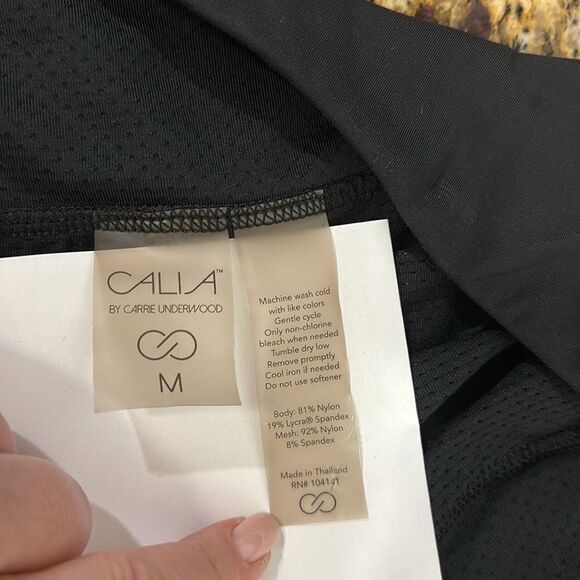 CALIA™
BY CARRIE UNDERWOOD
M
Machine wash cold
with like colors
Gentle cycle
Only non-chlorine
bleach when needed
Tumble dry low
Remove promptly
Cool iron if needed
Do not use softener
Body: 81% Nylon
19% Lycra® Spandex
Mesh: 92% Nylon
8% Spandex
Made in Thailand
RN# 104141